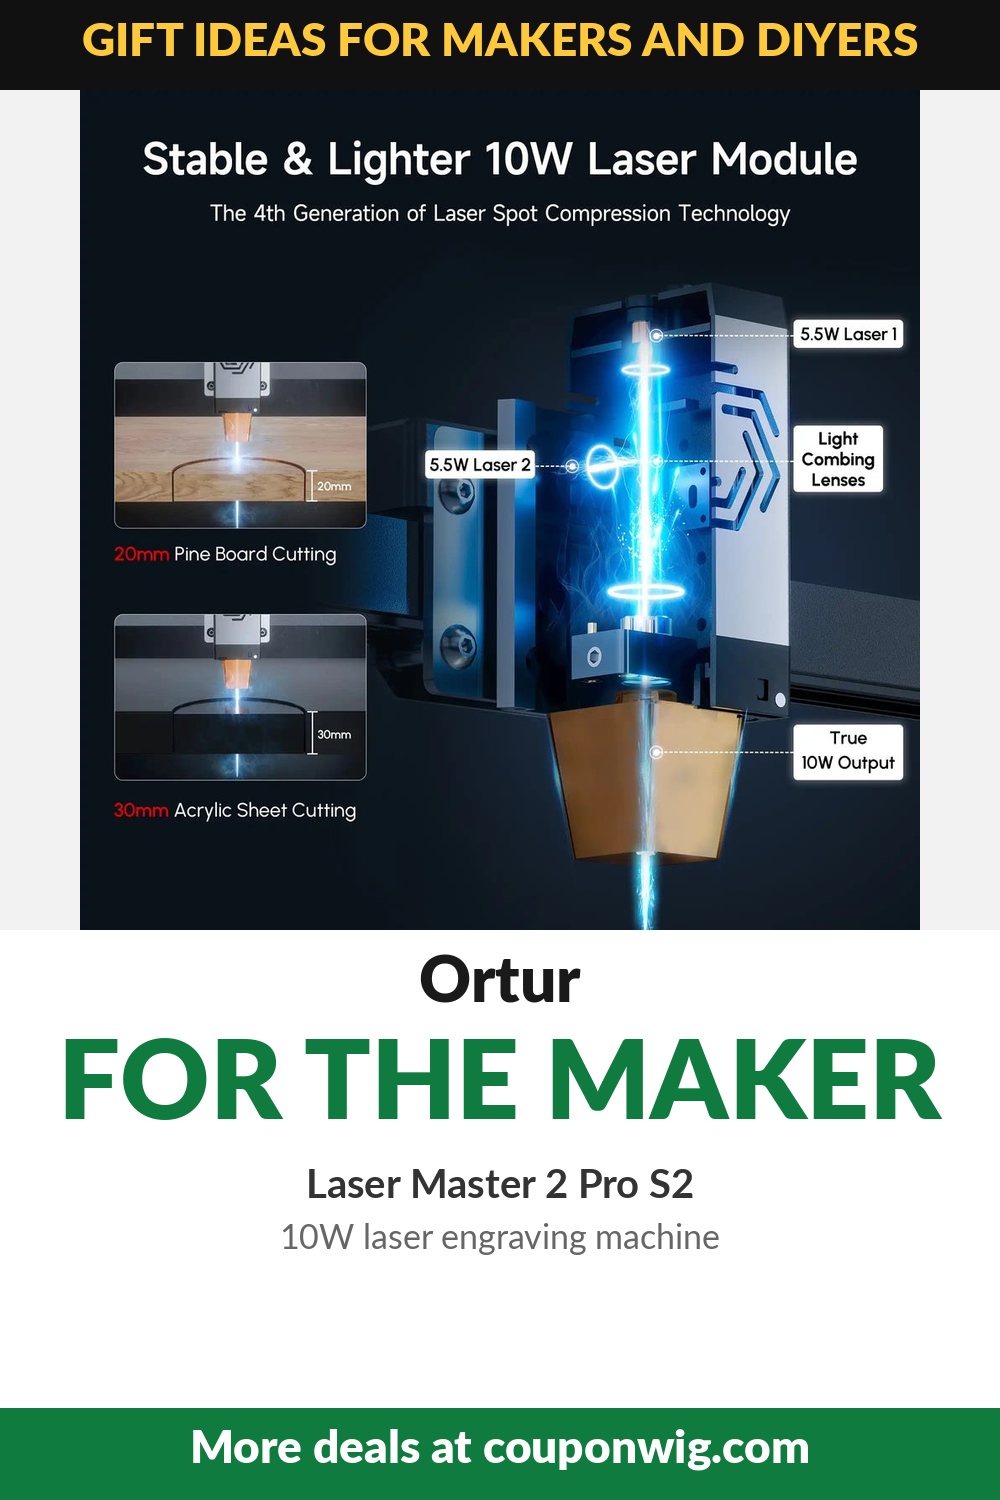 GIFT IDEAS FOR MAKERS AND DIYERS
Stable & Lighter 10W Laser Module
The 4th Generation of Laser Spot Compression Technology
5.5W Laser 1
5.5W Laser 2
Light
Combing
Lenses
20mm
20mm Pine Board Cutting
30mm
30mm Acrylic Sheet Cutting
True
10W Output
Ortur
FOR THE MAKER
Laser Master 2 Pro S2
10W laser engraving machine
More deals at couponwig.com